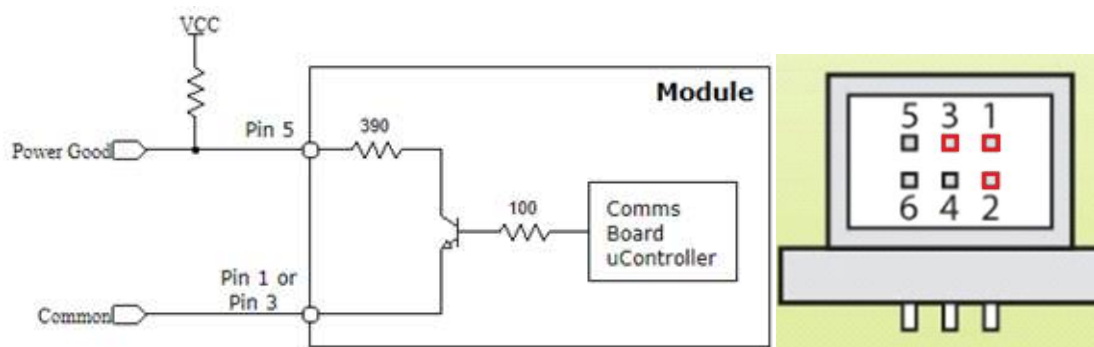 VCC
Module
Pin 5
390
Power Good
100
Comms
Board
uController
Pin 1 or
Pin 3
Common
5 3 1
6 4 2